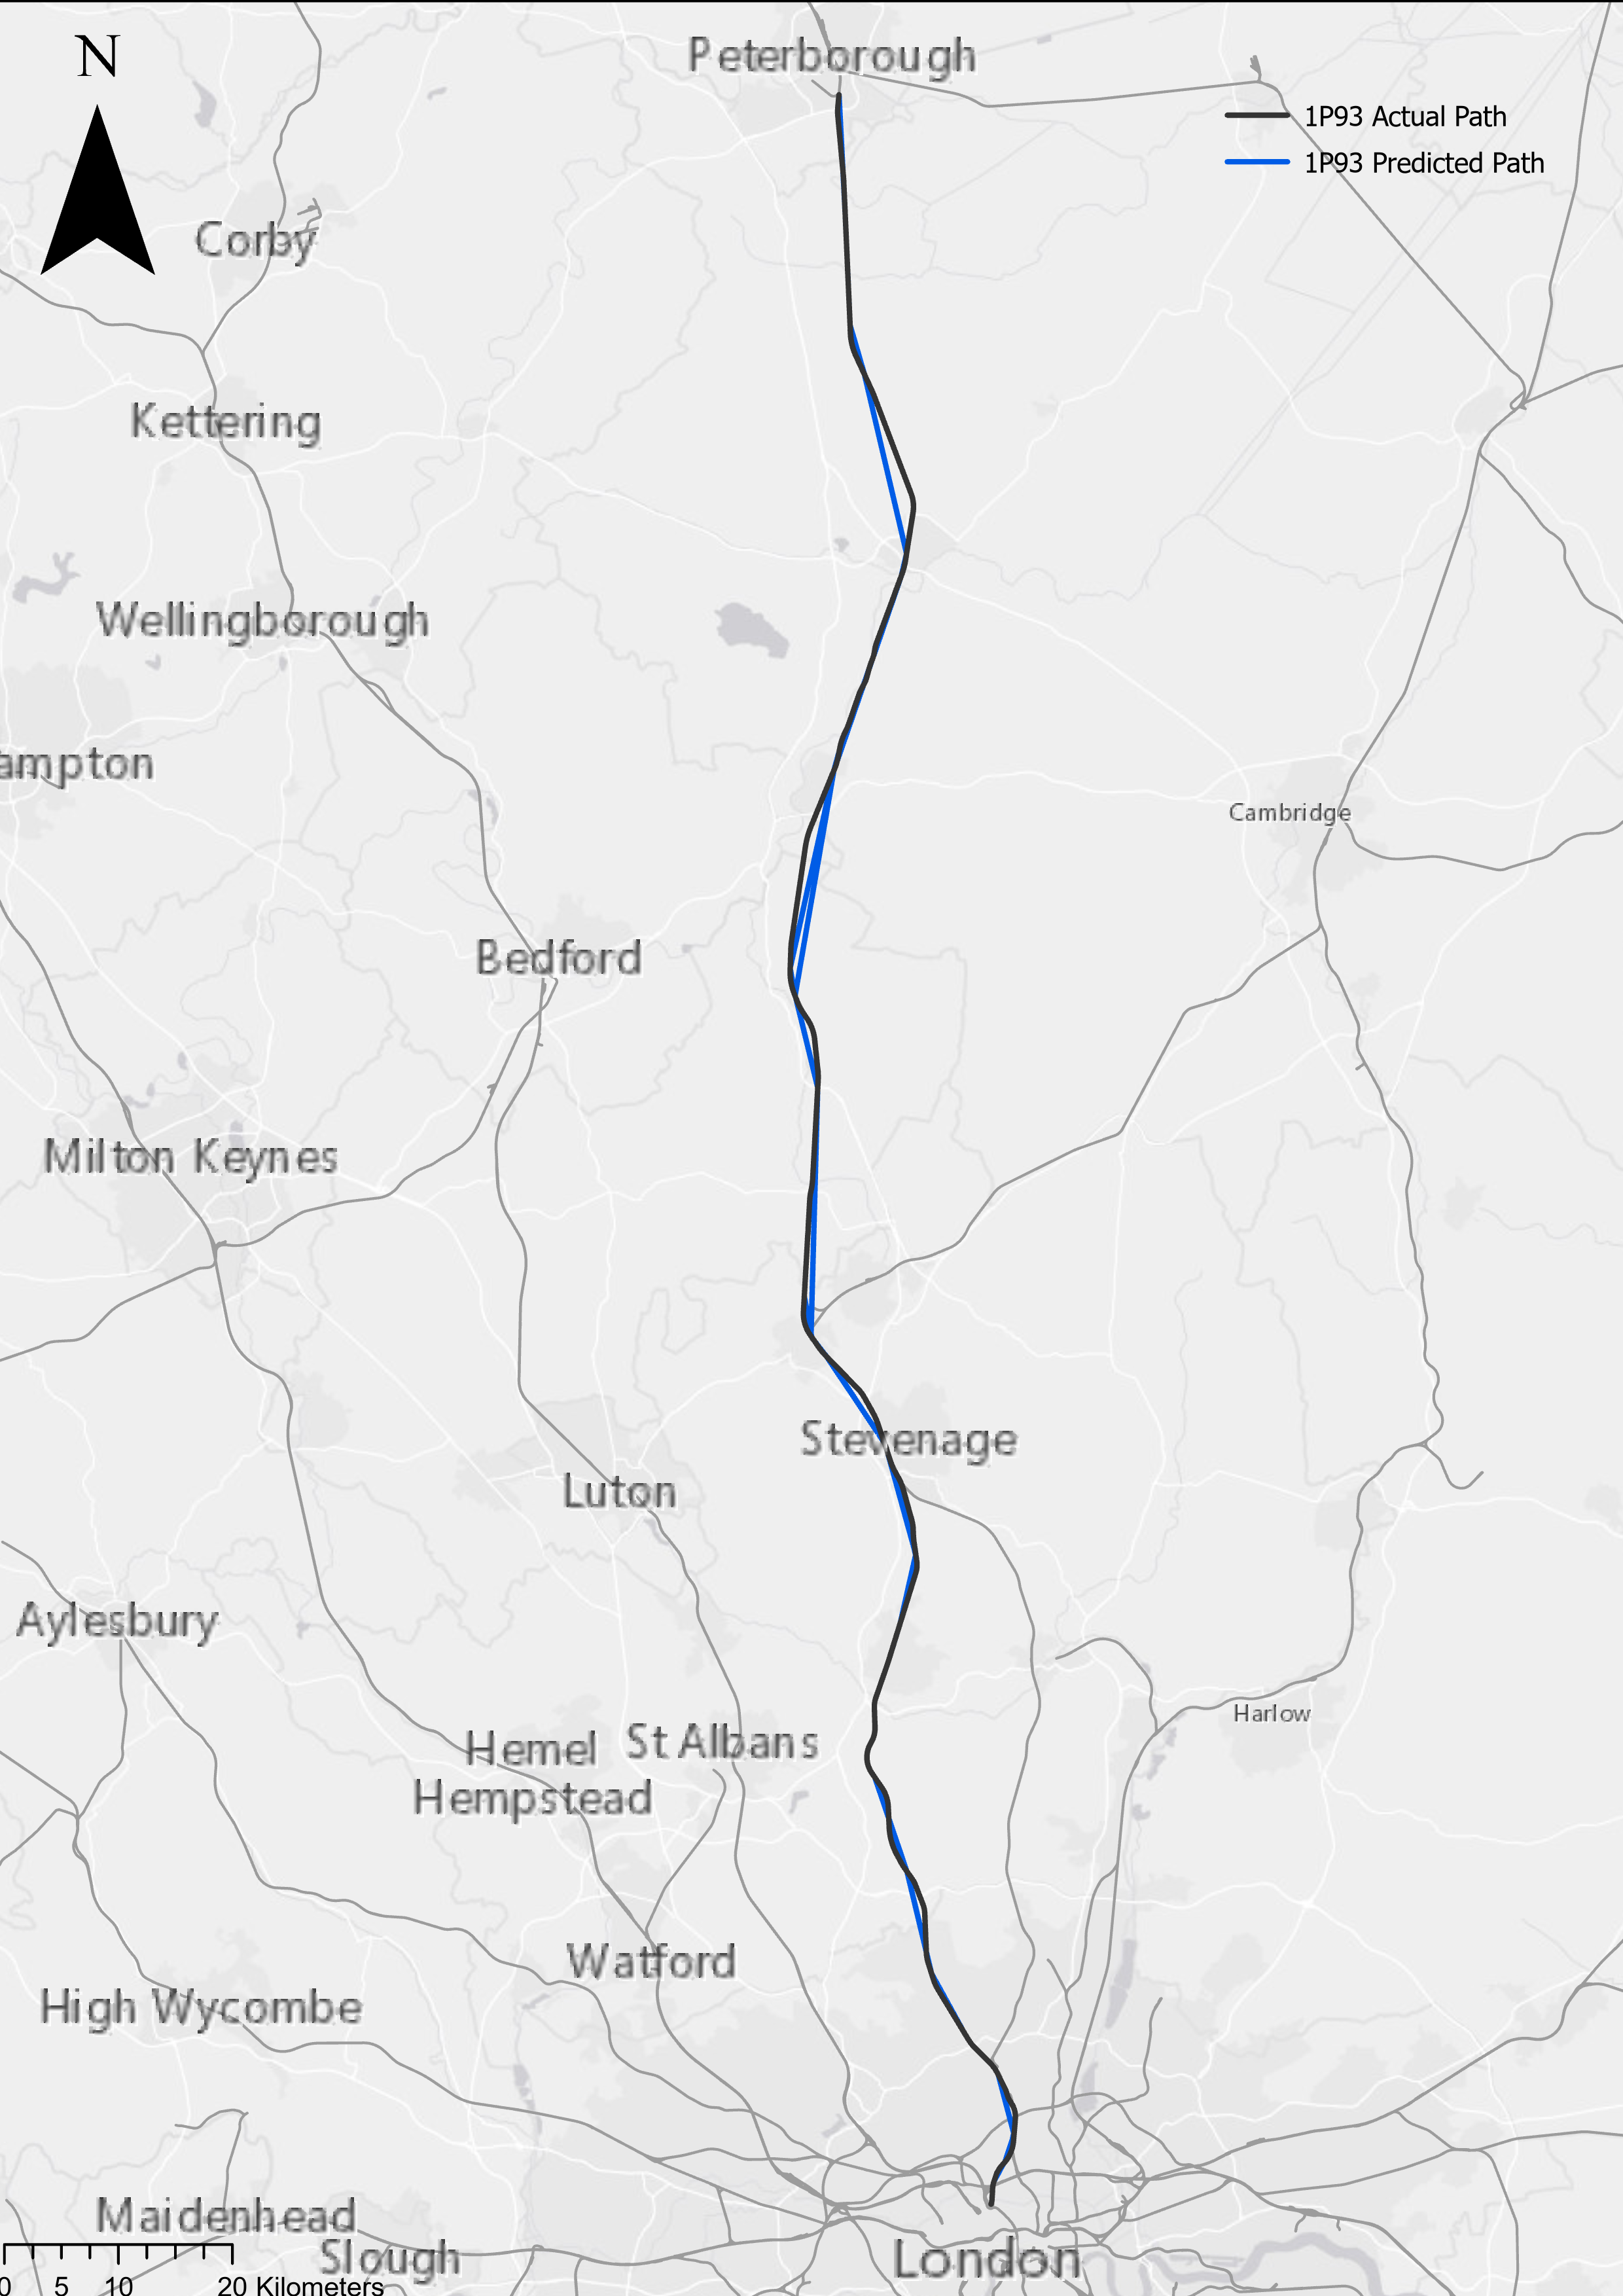 Peterborough
N
1P93 Actual Path
1P93 Predicted Path
Corby
Kettering
Wellingborough
ampton
Cambridge
Bedford
Milton Keynes
Stevenage
Luton
Aylesbury
Harlow
Hemel
Hempstead
St Albans
Watford
High Wycombe
Maidenhead
Slough
London
0 5 10 20 Kilometers